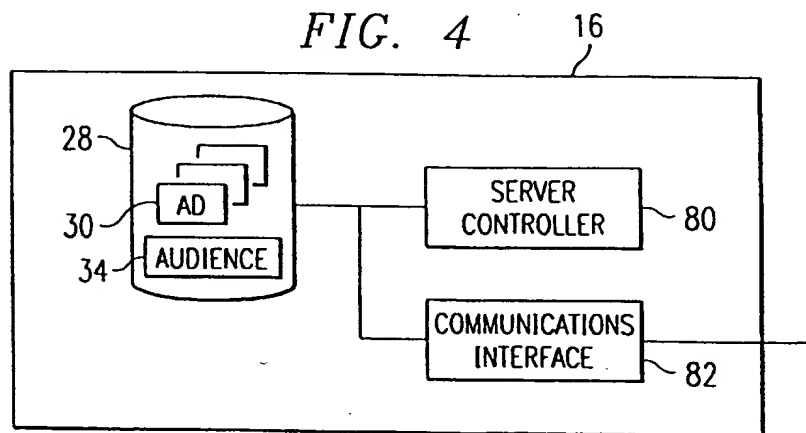 FIG. 4
16
28
30
AD
34
AUDIENCE
SERVER
CONTROLLER
80
COMMUNICATIONS
INTERFACE
82